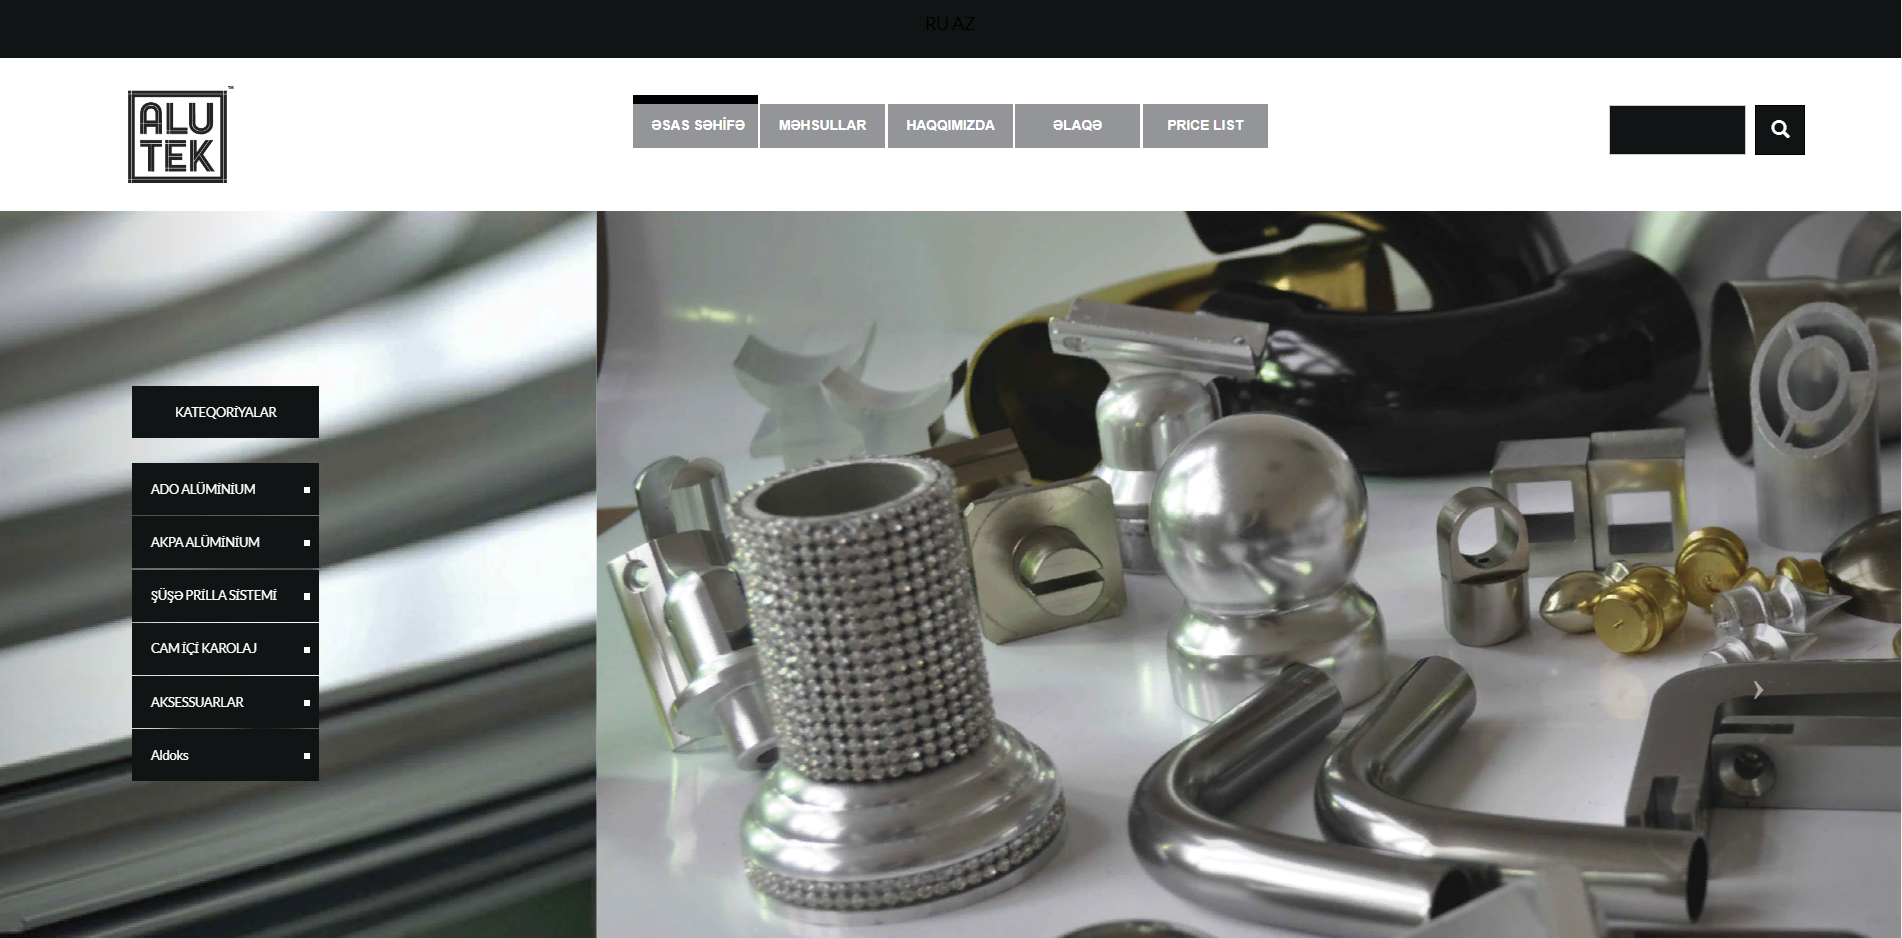 RU AZ
ALU
TEK
ƏSAS SƏHİFƏ
MƏHSULLAR
HAQQIMIZDA
ƏLAQƏ
PRICE LIST
KATEQORİYALAR
ADO ALÜMİNİUM
AKPA ALÜMİNİUM
ŞÜŞƏ PRİLLA SİSTEMİ
CAM İÇİ KAROLAJ
AKSESSUARLAR
Aldoks